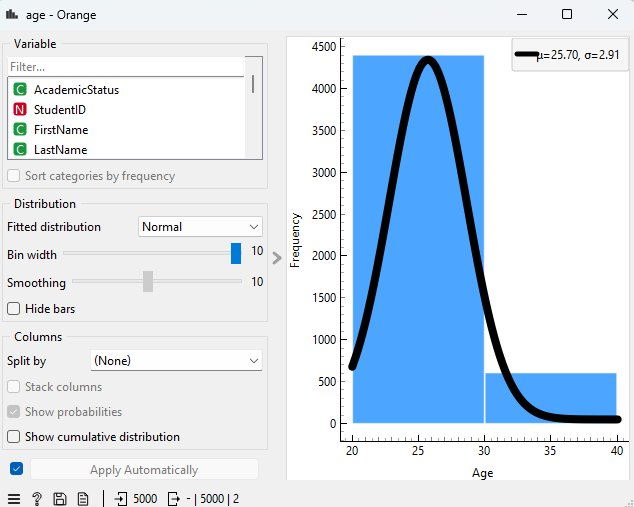 age - Orange
Variable
Filter...
C AcademicStatus
N StudentID
C FirstName
C LastName
Sort categories by frequency
Distribution
Fitted distribution Normal
Bin width 10
Smoothing 10
Hide bars
Columns
Split by (None)
Stack columns
Show probabilities
Show cumulative distribution
Apply Automatically
? 5000 - | 5000 | 2
μ=25.70, σ=2.91
4500
4000
3500
3000
2500
2000
1500
1000
500
0
Frequency
20 25 30 35 40
Age